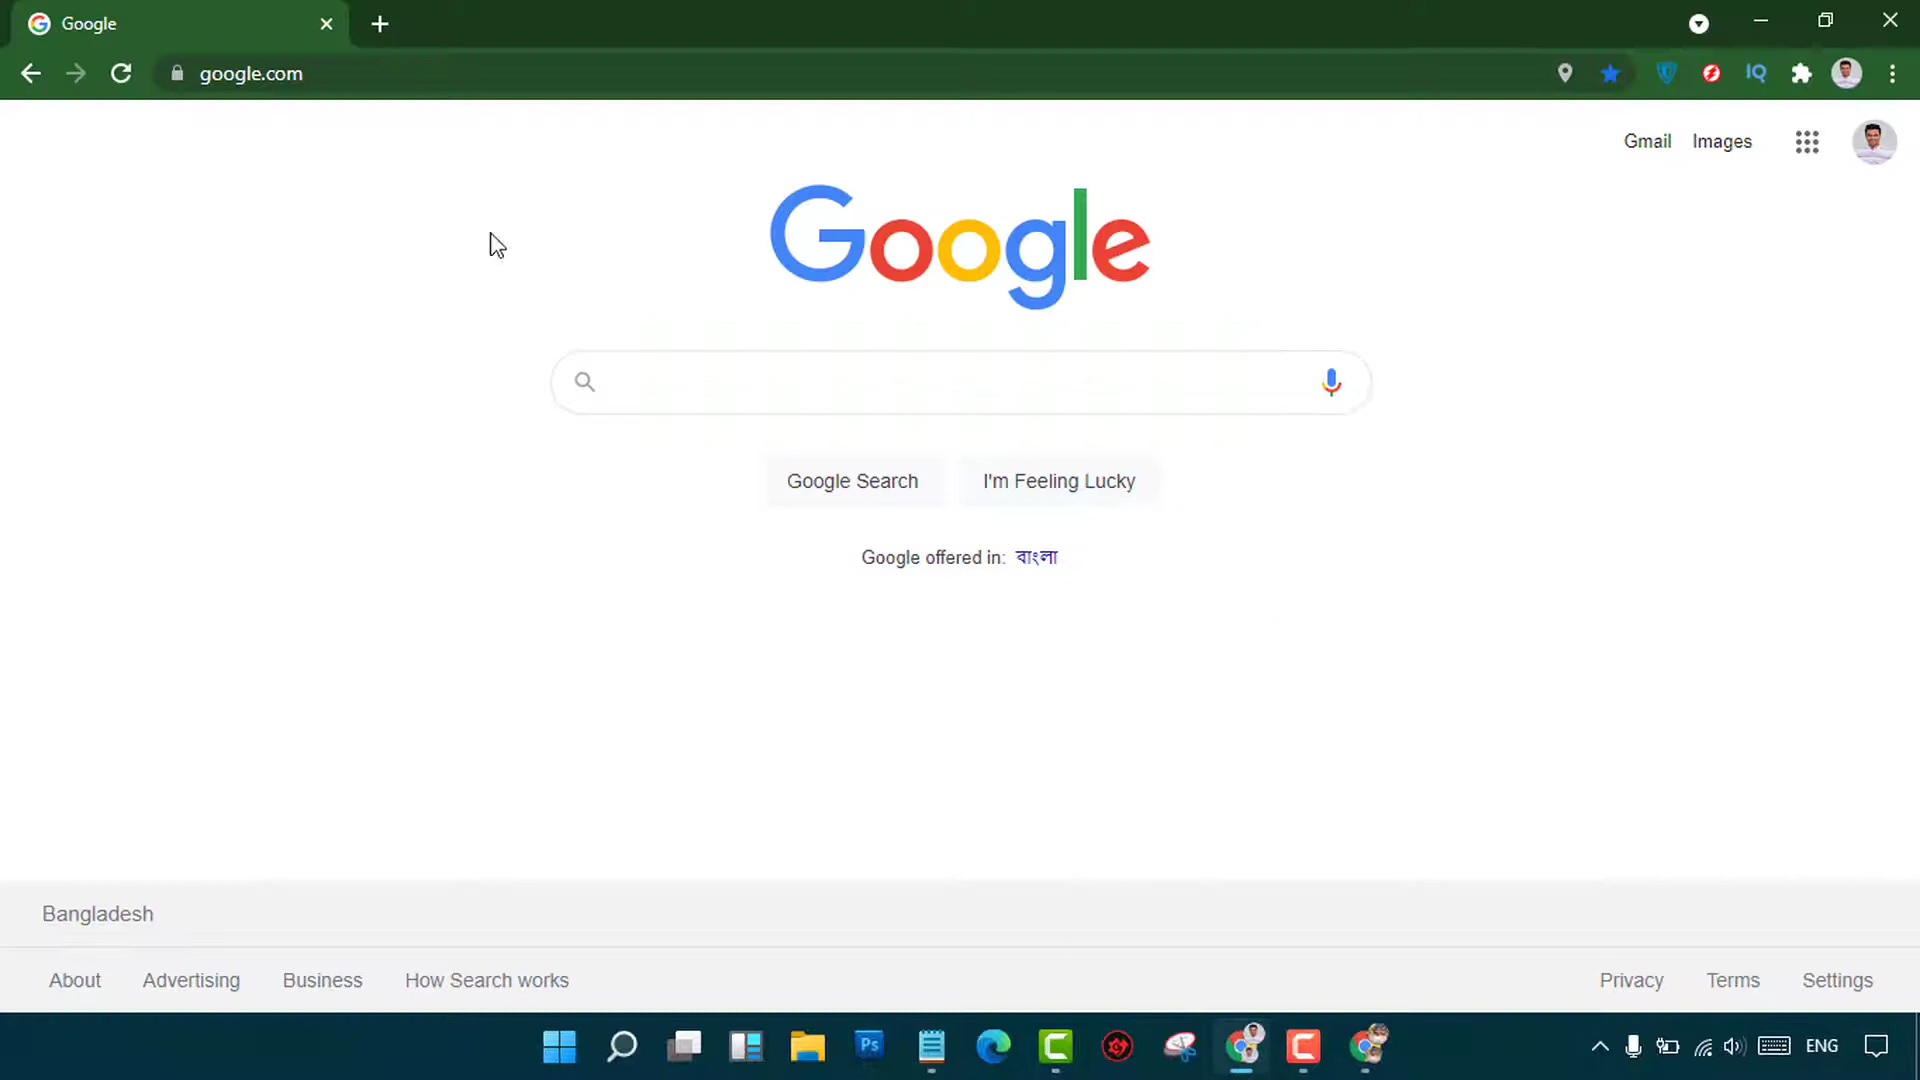 Google
google.com
IQ
Gmail Images
Google
Google Search I'm Feeling Lucky
Google offered in: বাংলা
Bangladesh
About Advertising Business How Search works Privacy Terms Settings
Ps ENG